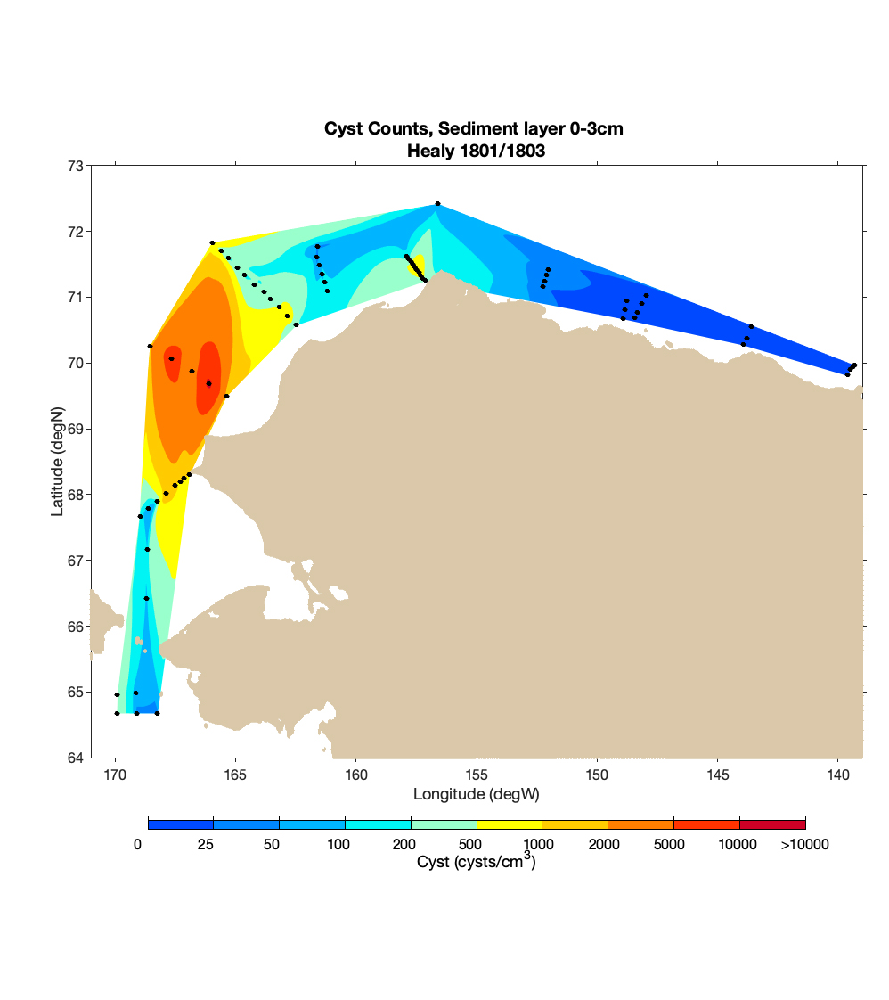 Cyst Counts, Sediment layer 0-3cm
Healy 1801/1803
73
72
71
70
69
68
67
66
65
64
Latitude (degN)
170 165 160 155 150 145 140
Longitude (degW)
0 25 50 100 200 500 1000 2000 5000 10000 >10000
Cyst (cysts/cm³)